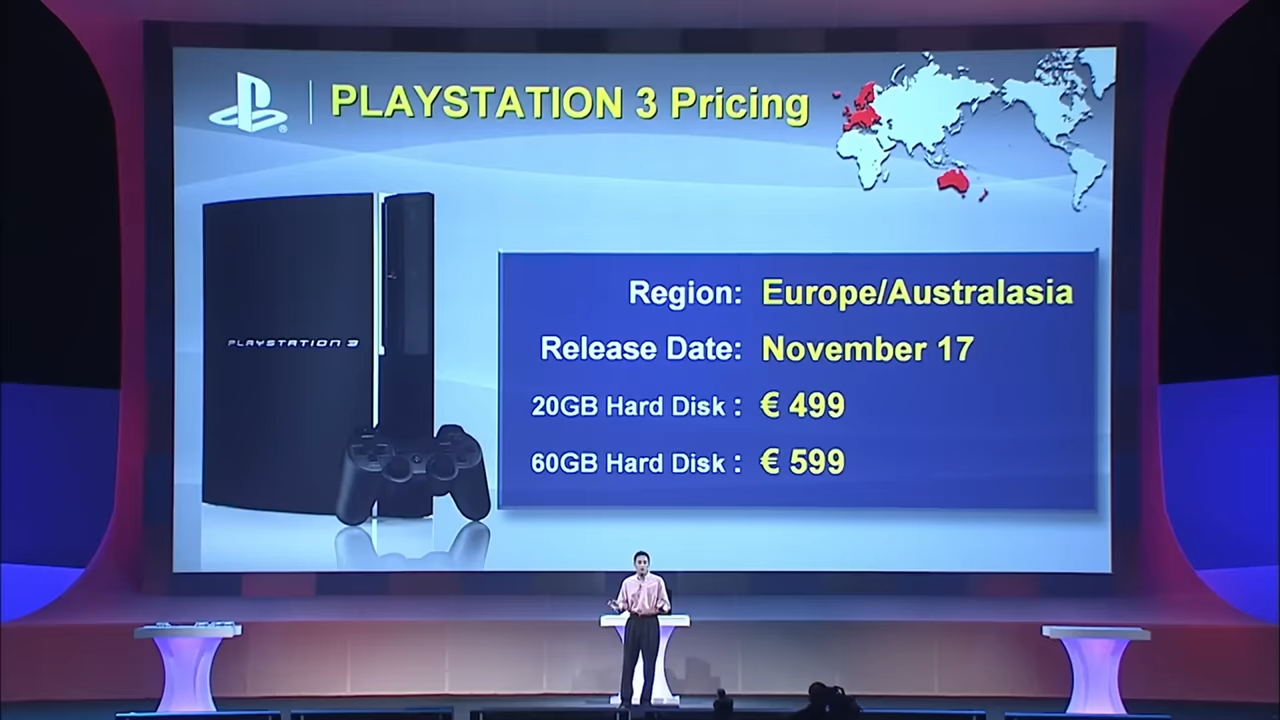 PLAYSTATION 3 Pricing
PLAYSTATION 3
Region: Europe/Australasia
Release Date: November 17
20GB Hard Disk : € 499
60GB Hard Disk : € 599